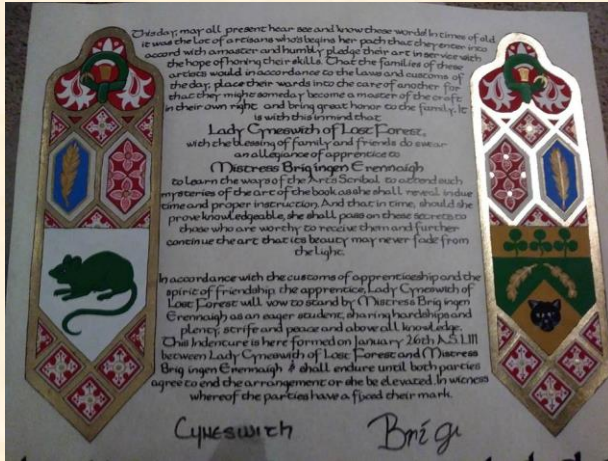 This day, may all present hear see and know these words! In times of old
it was the lot of artisans who's begins her path that they enter into
accord with a master and humbly pledge their art in service with
the hope of honing their skills. That the families of these
artists would in accordance to the laws and customs of
the day, place their wards into the care of another for
that they might someday become a master of the craft
in their own right and bring great honor to the family. It
is with this in mind that
Lady Cyneswith of Lost Forest,
with the blessing of family and friends do swear
an allegiance of apprentice to
Mistress Brig ingen Erennaigh
to learn the ways of the Arts Scribal to attend such
mysteries of the art of the book as she shall reveal in due
time and proper instruction. And that in time, should she
prove knowledgeable, she shall pass on these secrets to
those who are worthy to receive them and further
continue the art that its beauty may never fade from
the light.
In accordance with the customs of apprenticeship and the
spirit of friendship the apprentice, Lady Cyneswith of
Lost Forest will vow to stand by Mistress Brig ingen
Erennaigh as an eager student, sharing hardships and
plenty, strife and peace and above all knowledge.
This Indenture is here formed on January 26th A.S. LIII
between Lady Cyneswith of Lost Forest and Mistress
Brig ingen Erennaigh & shall endure until both parties
agree to end the arrangement or she be elevated. In witness
whereof the parties have a fixed their mark.
Cyneswith Brig